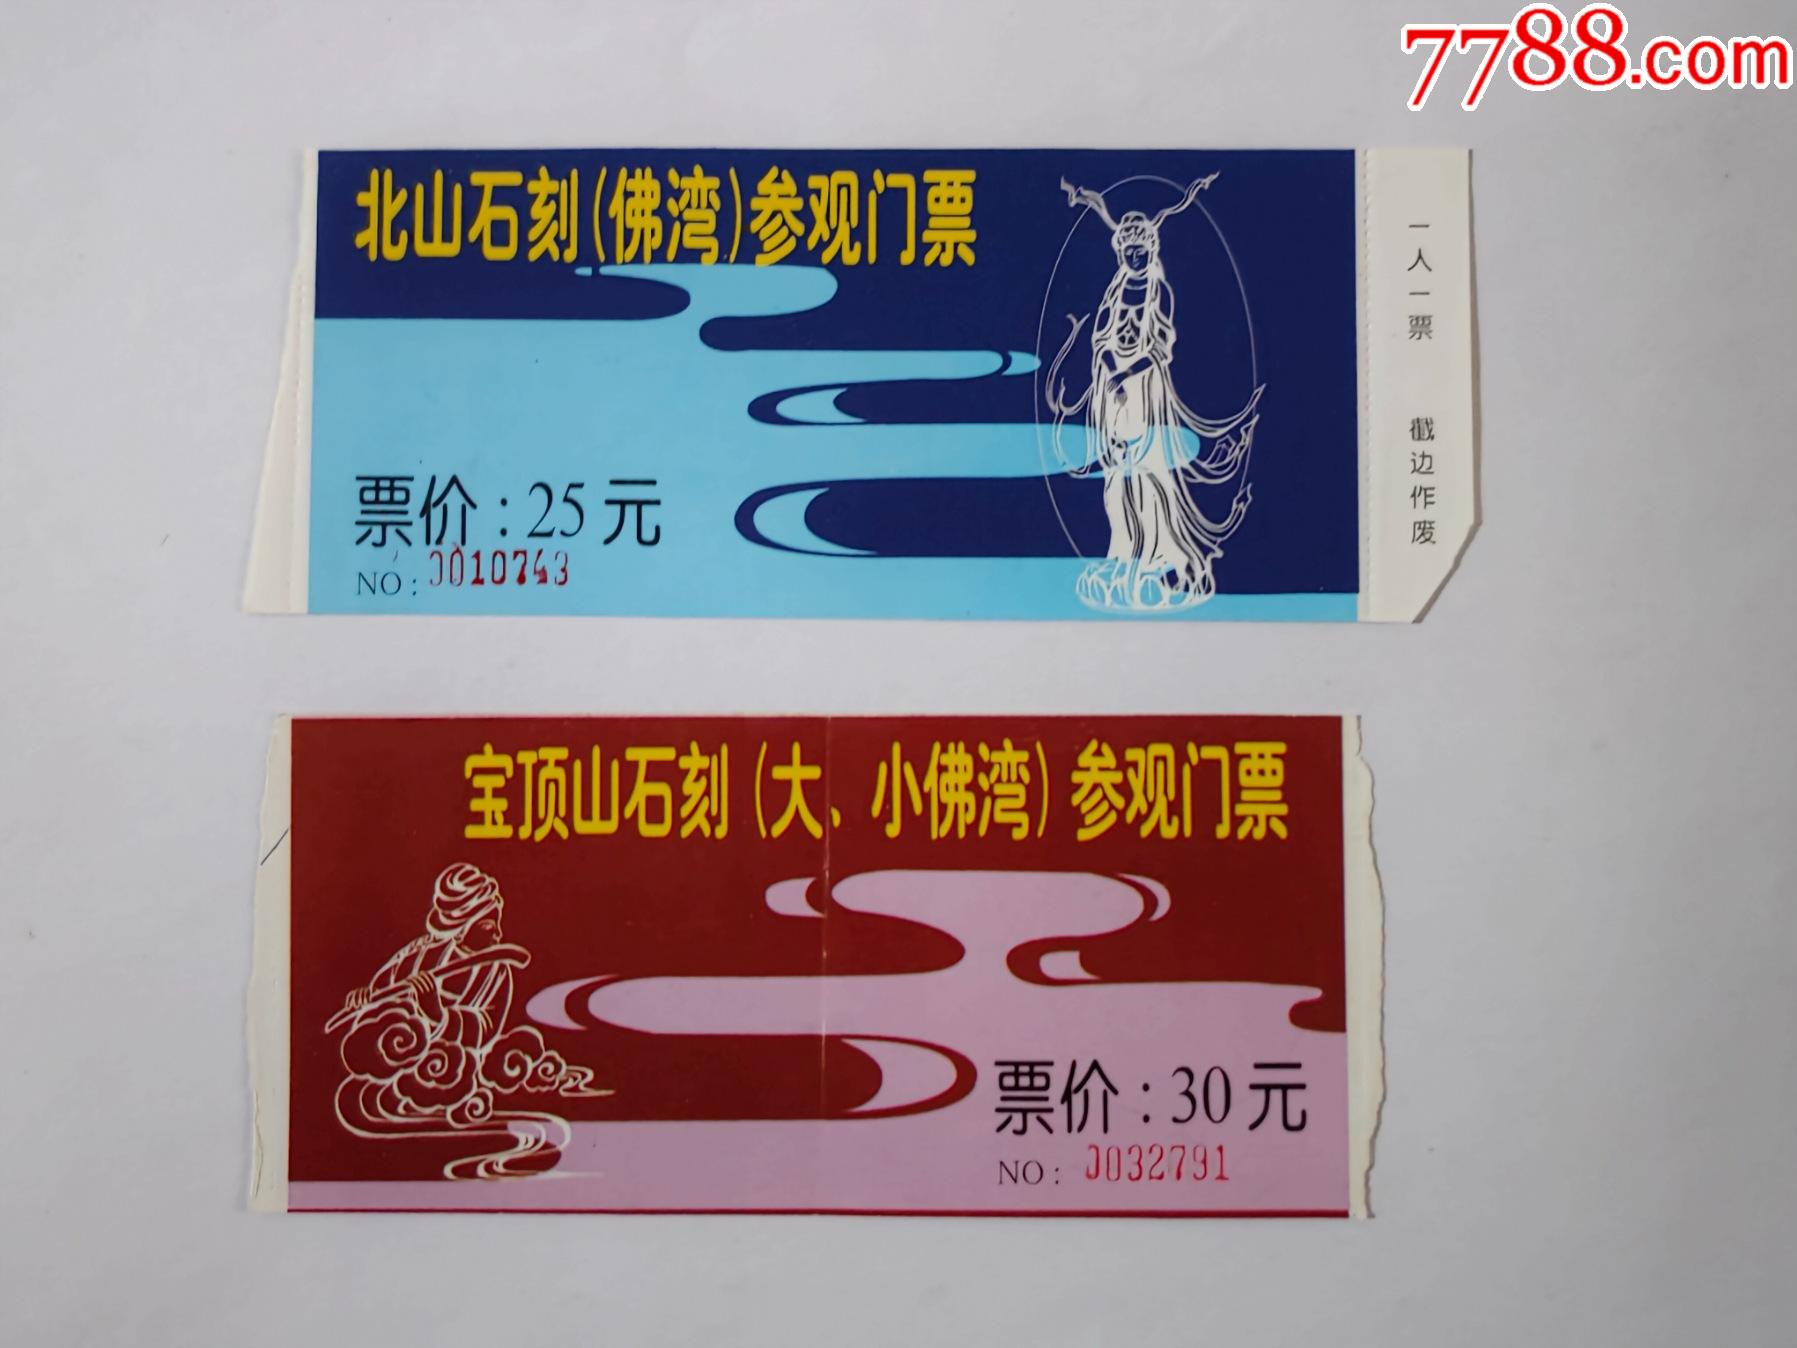 7788.com
北山石刻(佛湾)参观门票
票价:25元
NO:0010743
一人一票 截边作废
宝顶山石刻(大、小佛湾)参观门票
票价:30元
NO:0032791